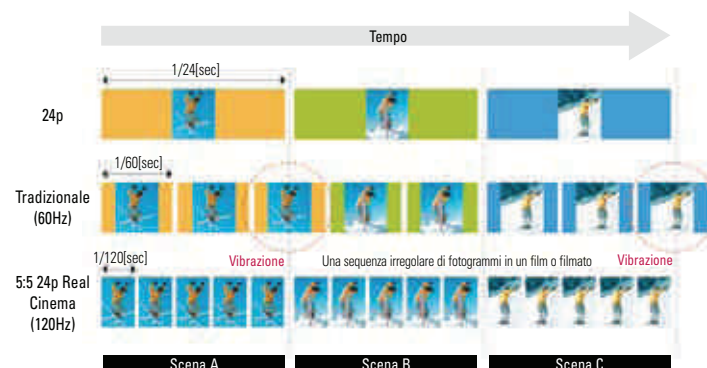 Tempo
1/24[sec]
24p
1/60[sec]
Tradizionale
(60Hz)
1/120[sec]
Vibrazione
Una sequenza irregolare di fotogrammi in un film o filmato
Vibrazione
5:5 24p Real
Cinema
(120Hz)
Scena A
Scena B
Scena C